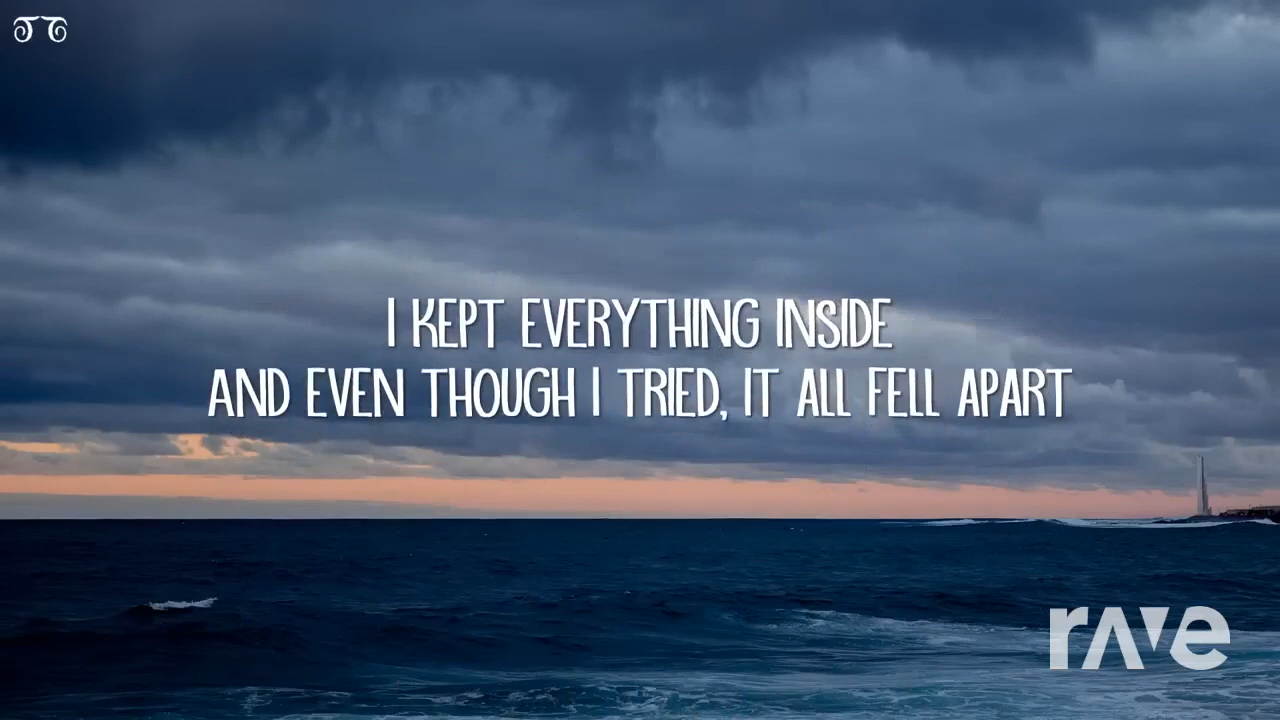 I KEPT EVERYTHING INSIDE
AND EVEN THOUGH I TRIED, IT ALL FELL APART
rave